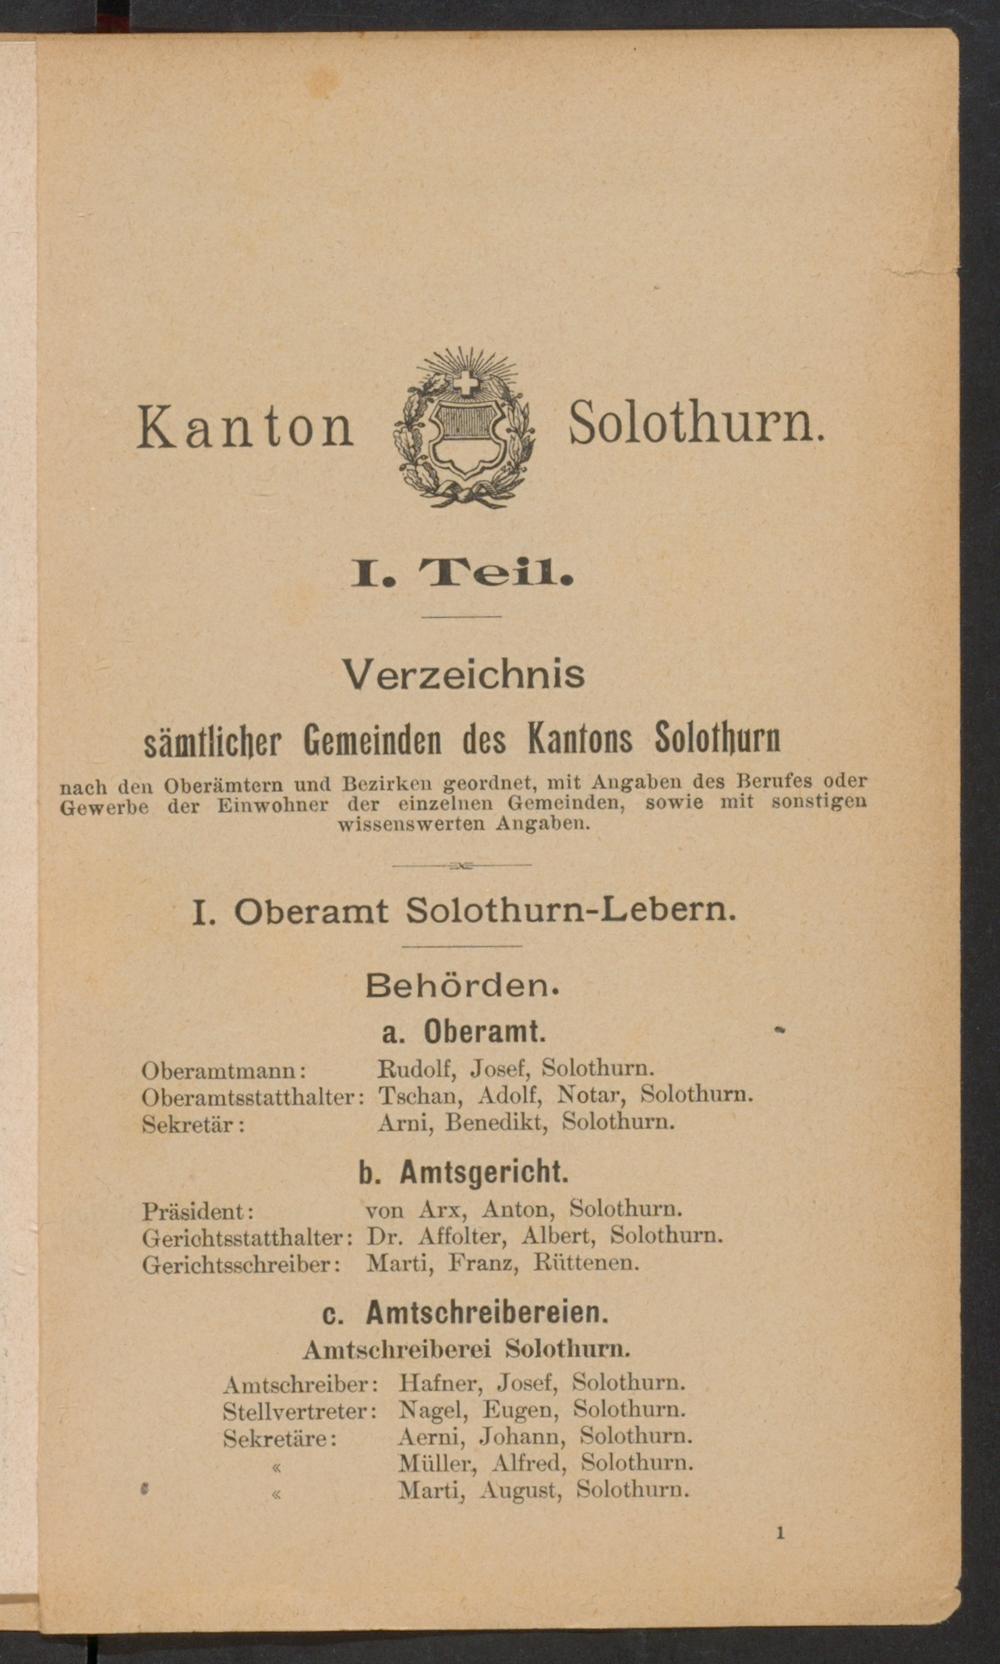 Kanton Solothurn.
I. Teil.
Verzeichnis
sämtlicher Gemeinden des Kantons Solothurn
nach den Oberämtern und Bezirken geordnet, mit Angaben des Berufes oder
Gewerbe der Einwohner der einzelnen Gemeinden, sowie mit sonstigen
wissenswerten Angaben.
I. Oberamt Solothurn-Lebern.
Behörden.
a. Oberamt.
Oberamtmann: Rudolf, Josef, Solothurn.
Oberamtsstatthalter: Tschan, Adolf, Notar, Solothurn.
Sekretär: Arni, Benedikt, Solothurn.
b. Amtsgericht.
Präsident: von Arx, Anton, Solothurn.
Gerichtsstatthalter: Dr. Affolter, Albert, Solothurn.
Gerichtsschreiber: Marti, Franz, Rüttenen.
c. Amtschreibereien.
Amtschreiberei Solothurn.
Amtschreiber: Hafner, Josef, Solothurn.
Stellvertreter: Nagel, Eugen, Solothurn.
Sekretäre: Aerni, Johann, Solothurn.
« Müller, Alfred, Solothurn.
« Marti, August, Solothurn.
1